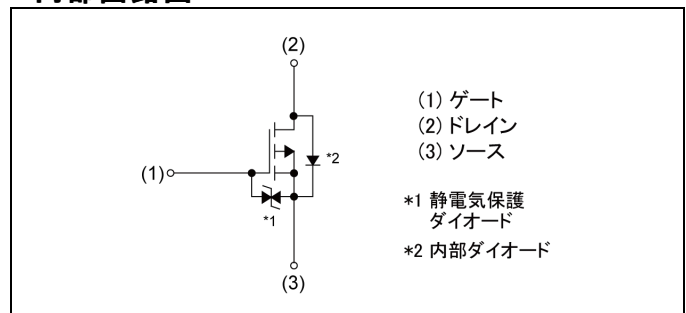 (2)
(1)
*2
*1
(3)
(1) ゲート
(2) ドレイン
(3) ソース
*1 静電気保護
ダイオード
*2 内部ダイオード